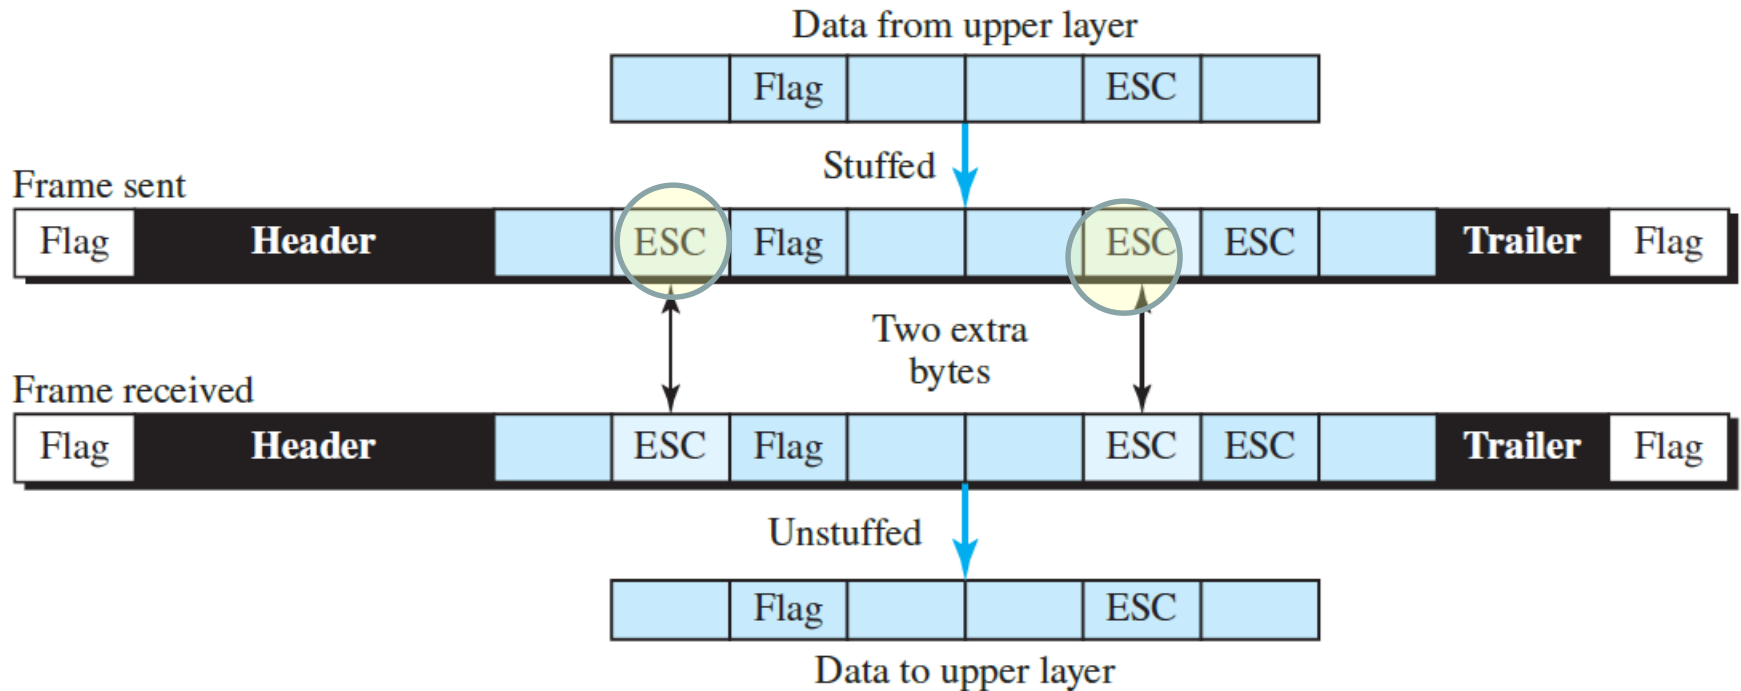 Data from upper layer
Flag ESC
Stuffed
Frame sent
Flag Header ESC Flag ESC ESC Trailer Flag
Two extra
bytes
Frame received
Flag Header ESC Flag ESC ESC Trailer Flag
Unstuffed
Flag ESC
Data to upper layer